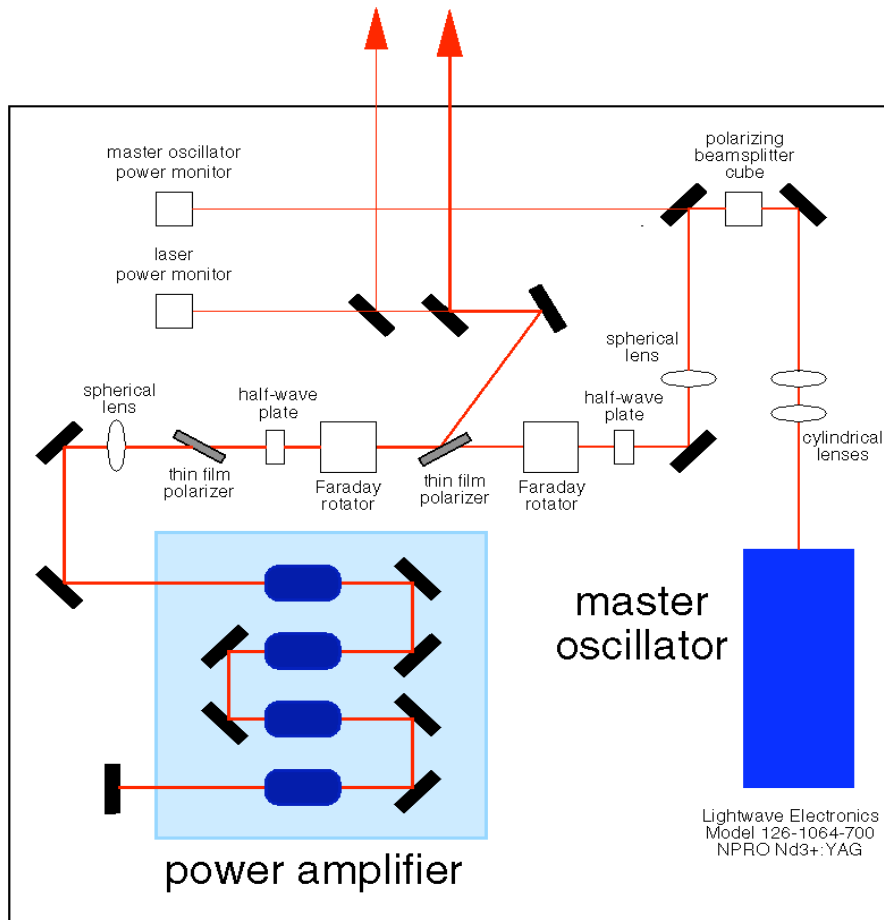 master oscillator
power monitor
polarizing
beamsplitter
cube
laser
power monitor
spherical
lens
spherical
lens
half-wave
plate
half-wave
plate
cylindrical
lenses
thin film
polarizer
Faraday
rotator
thin film
polarizer
Faraday
rotator
master
oscillator
Lightwave Electronics
Model 126-1064-700
NPRO Nd3+:YAG
power amplifier